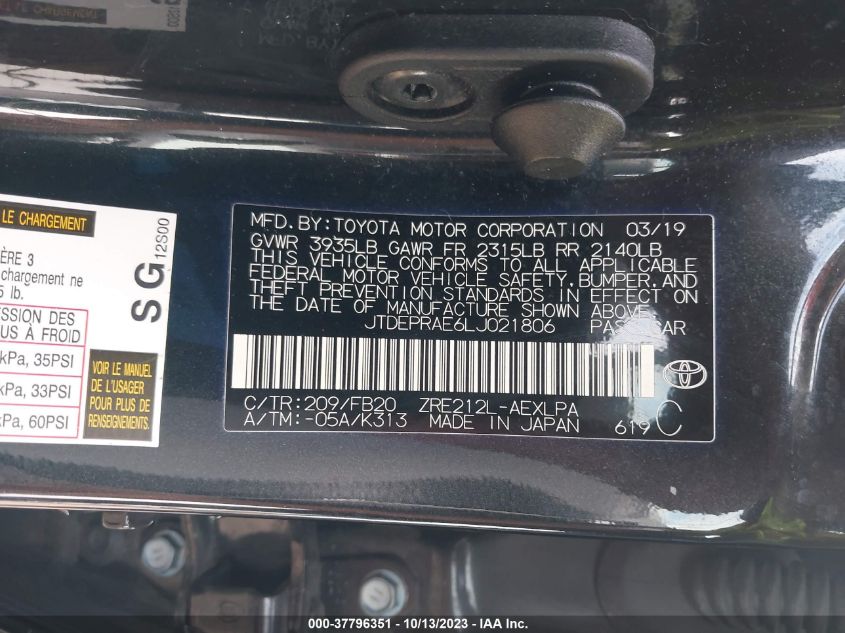 LE CHARGEMENT
ÈRE 3
chargement ne
5 lb.
SSION DES
S À FROID
kPa, 35PSI
kPa, 33PSI
kPa, 60PSI
VOIR LE MANUEL
DE L'USAGER
POUR PLUS DE
RENSEIGNEMENTS.
SG
12S00
MFD.BY:TOYOTA MOTOR CORPORATION 03/19
GVWR 3935LB GAWR FR 2315LB RR 2140LB
THIS VEHICLE CONFORMS TO ALL APPLICABLE
FEDERAL MOTOR VEHICLE SAFETY,BUMPER,AND
THEFT PREVENTION STANDARDS IN EFFECT ON
THE DATE OF MANUFACTURE SHOWN ABOVE.
JTDEPRAE6LJ021806 PASS CAR
C/TR:209/FB20 ZRE212L-AEXLPA
A/TM:-05A/K313 MADE IN JAPAN 619 C
000-37796351 - 10/13/2023 - IAA Inc.